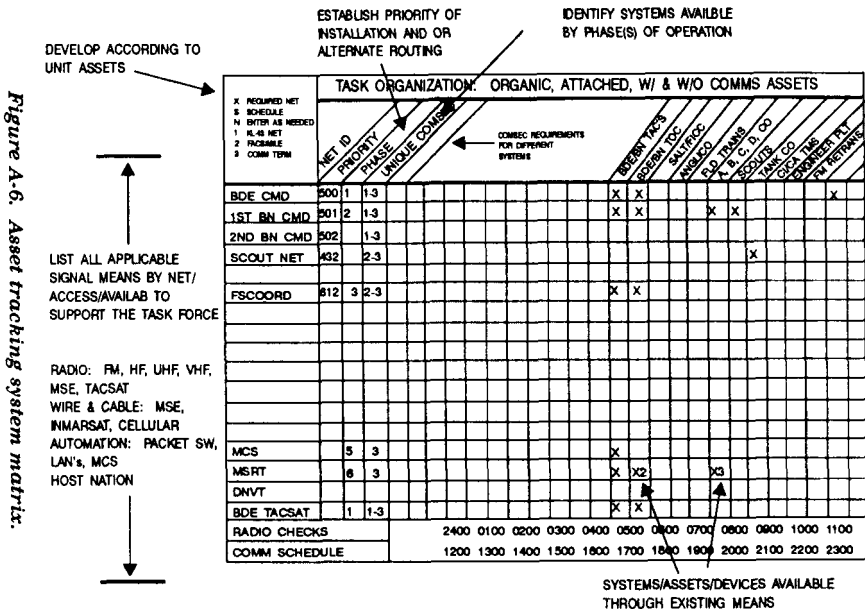 ESTABLISH PRIORITY OF
INSTALLATION AND OR
ALTERNATE ROUTING
IDENTIFY SYSTEMS AVAILBLE
BY PHASE(S) OF OPERATION
DEVELOP ACCORDING TO
UNIT ASSETS
TASK ORGANIZATION: ORGANIC, ATTACHED, W/ & W/O COMMS ASSETS
X REQUIRED NET
S SCHEDULE
N ENTER AS NEEDED
1 KL-43 NET
2 FACSIMILE
3 COMM TERM
NET ID
PRIORITY
PHASE
UNIQUE COMSEC
COMSEC REQUIREMENTS
FOR DIFFERENT
SYSTEMS
BDE/BN TAC'S
BDE/BN TOC
SALT/FICC
ANGLICO
FLD TRANS
A, B, C, D, CO
SCOUTS
TANK CO
CI/CA TMS
ENGINEER PLT
FM RETRANS
BDE CMD 500 1 1-3 X X X
1ST BN CMD 501 2 1-3 X X X X
2ND BN CMD 502 1-3
SCOUT NET 432 2-3 X
FSCOORD 612 3 2-3 X X
MCS 5 3 X
MSRT 6 3 X X2 X3
DNVT
BDE TACSAT 1 1-3 X X
RADIO CHECKS 2400 0100 0200 0300 0400 0500 0600 0700 0800 0900 1000 1100
COMM SCHEDULE 1200 1300 1400 1500 1600 1700 1800 1900 2000 2100 2200 2300
LIST ALL APPLICABLE
SIGNAL MEANS BY NET/
ACCESS/AVAILAB TO
SUPPORT THE TASK FORCE
RADIO: FM, HF, UHF, VHF,
MSE, TACSAT
WIRE & CABLE: MSE,
INMARSAT, CELLULAR
AUTOMATION: PACKET SW,
LAN's, MCS
HOST NATION
SYSTEMS/ASSETS/DEVICES AVAILABLE
THROUGH EXISTING MEANS
Figure A-6. Asset tracking system matrix.